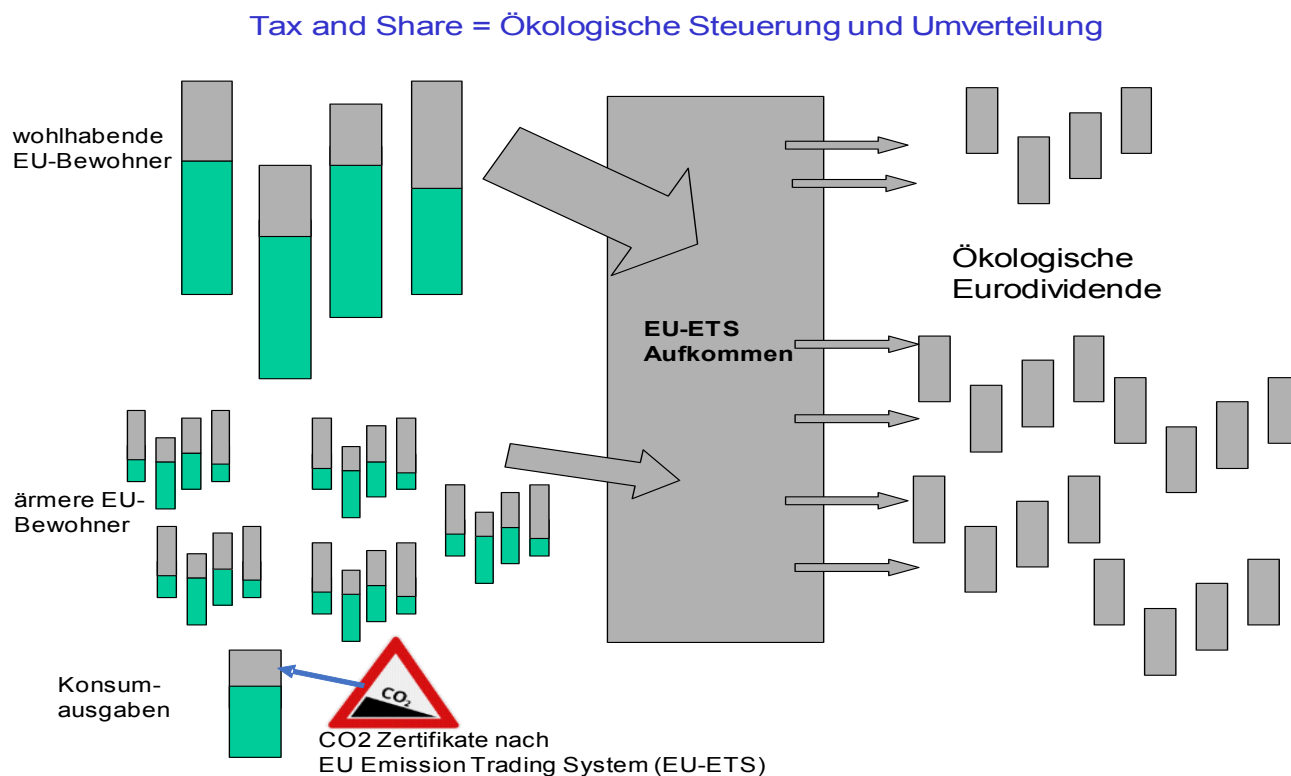 Tax and Share = Ökologische Steuerung und Umverteilung
wohlhabende
EU-Bewohner
Ökologische
Eurodividende
EU-ETS
Aufkommen
ärmere EU-
Bewohner
Konsum-
ausgaben
CO2
CO2 Zertifikate nach
EU Emission Trading System (EU-ETS)